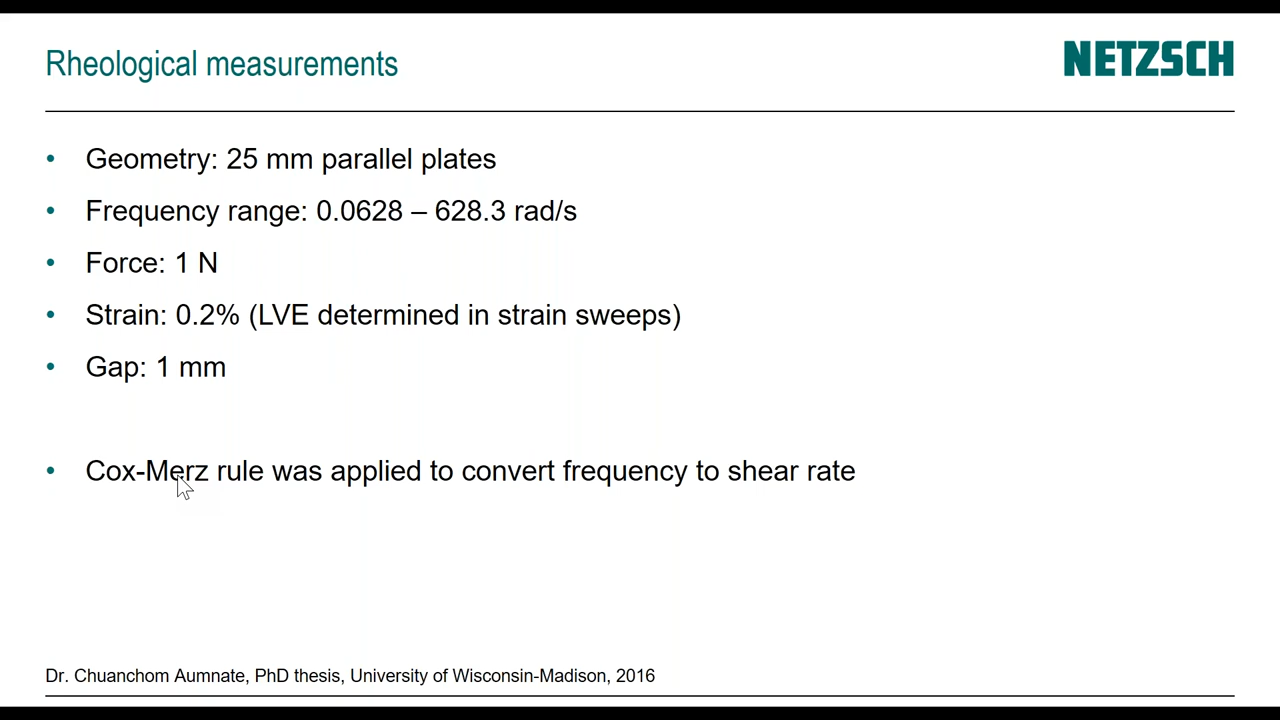 Rheological measurements
NETZSCH
• Geometry: 25 mm parallel plates
• Frequency range: 0.0628 – 628.3 rad/s
• Force: 1 N
• Strain: 0.2% (LVE determined in strain sweeps)
• Gap: 1 mm
• Cox-Merz rule was applied to convert frequency to shear rate
Dr. Chuanchom Aumnate, PhD thesis, University of Wisconsin-Madison, 2016